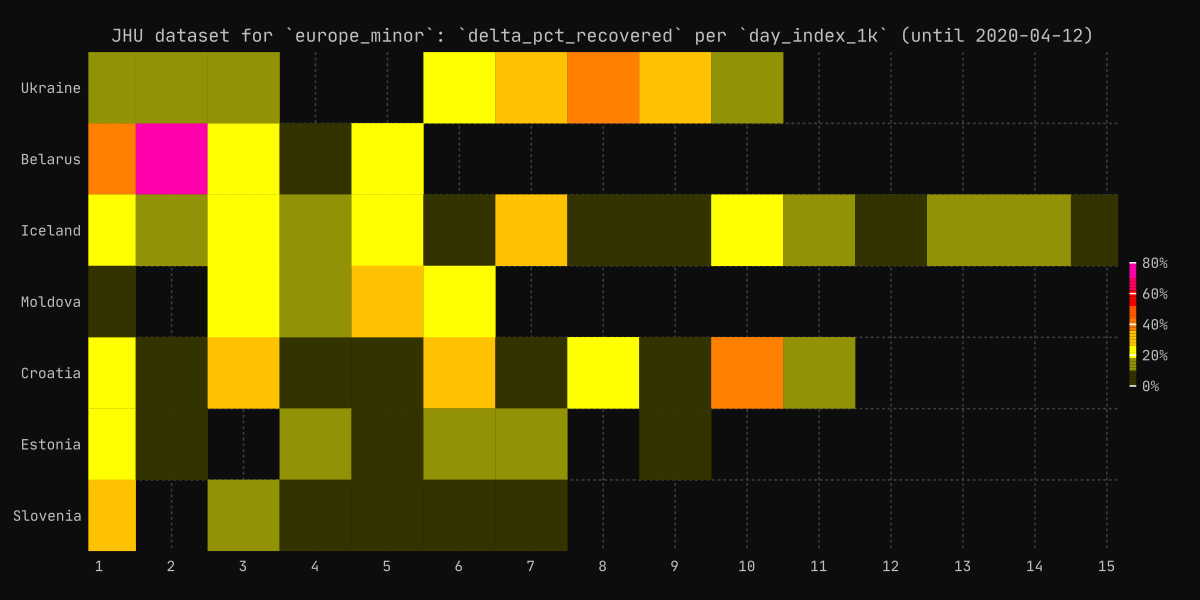 JHU dataset for `europe_minor`: `delta_pct_recovered` per `day_index_1k` (until 2020-04-12)
Ukraine
Belarus
Iceland
Moldova
Croatia
Estonia
Slovenia
80%
60%
40%
20%
0%
1 2 3 4 5 6 7 8 9 10 11 12 13 14 15